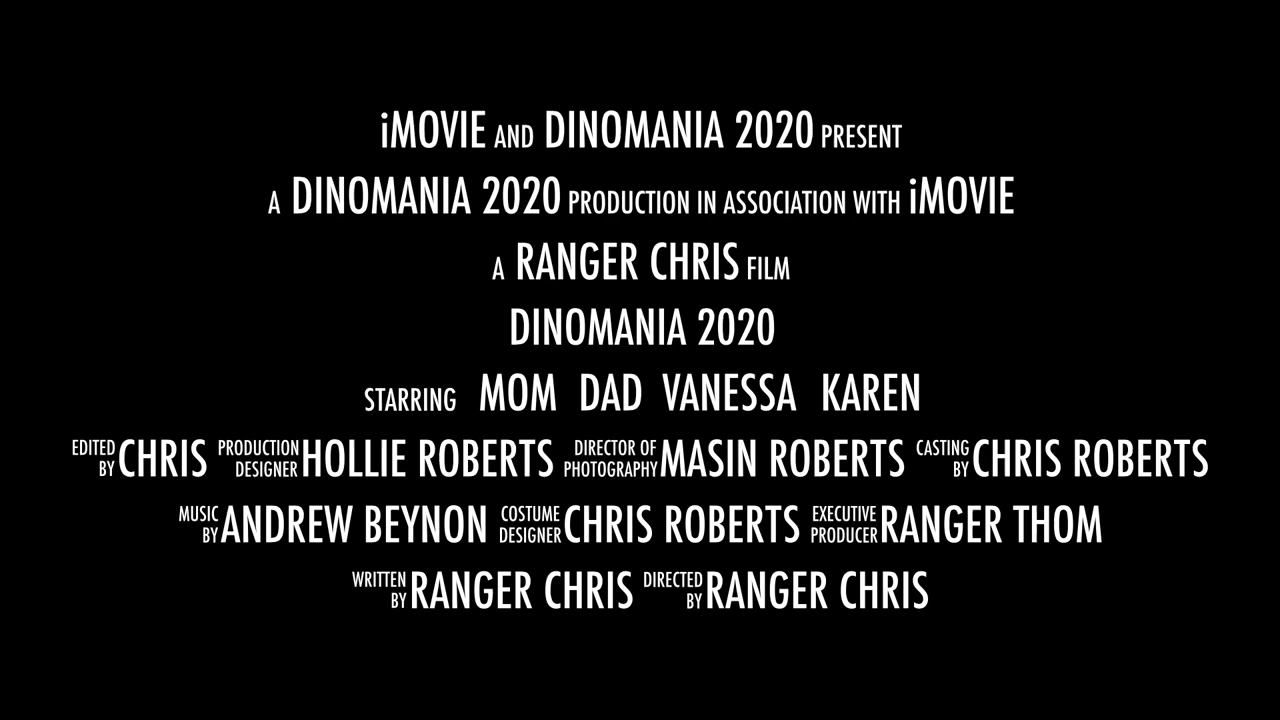 iMOVIE AND DINOMANIA 2020 PRESENT
A DINOMANIA 2020 PRODUCTION IN ASSOCIATION WITH iMOVIE
A RANGER CHRIS FILM
DINOMANIA 2020
STARRING MOM DAD VANESSA KAREN
EDITED BY CHRIS PRODUCTION DESIGNER HOLLIE ROBERTS DIRECTOR OF PHOTOGRAPHY MASIN ROBERTS CASTING BY CHRIS ROBERTS
MUSIC BY ANDREW BEYNON COSTUME DESIGNER CHRIS ROBERTS EXECUTIVE PRODUCER RANGER THOM
WRITTEN BY RANGER CHRIS DIRECTED BY RANGER CHRIS